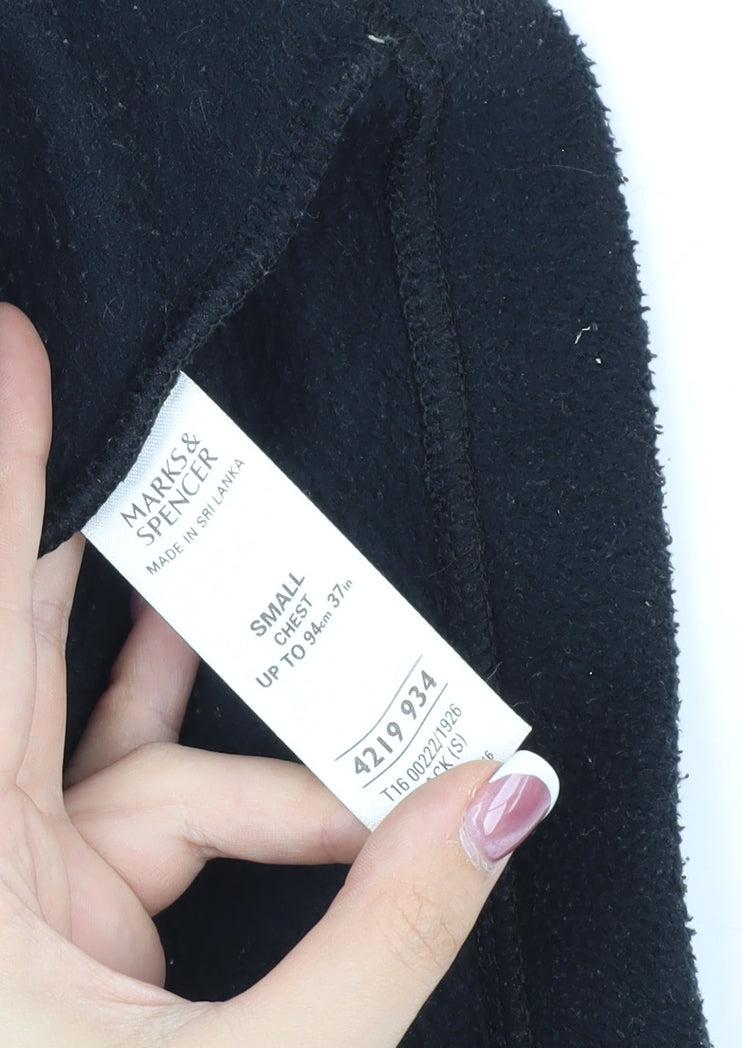 MARKS &
SPENCER
MADE IN SRI LANKA
SMALL
CHEST
UP TO 94cm 37in
4219 934
T16 00222/1926